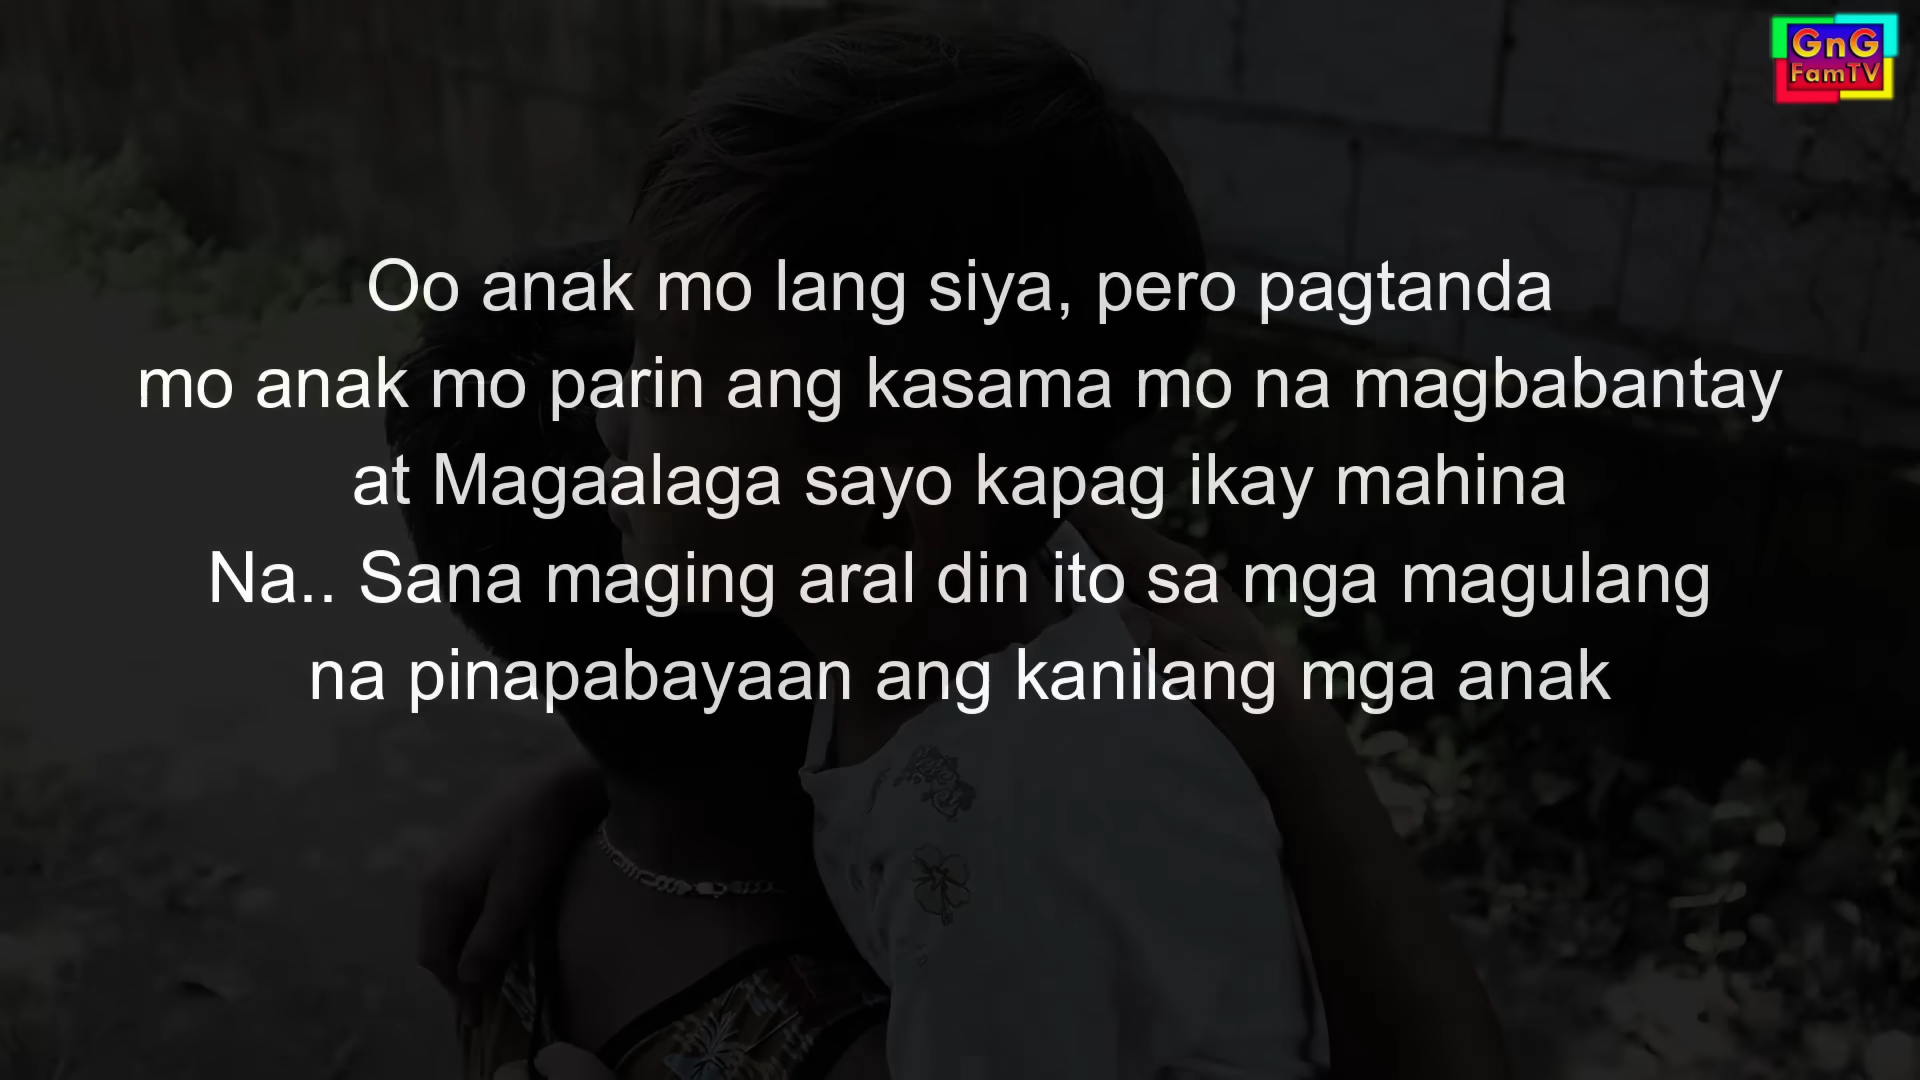 GnG
FamTV
Oo anak mo lang siya, pero pagtanda
mo anak mo parin ang kasama mo na magbabantay
at Magaalaga sayo kapag ikay mahina
Na.. Sana maging aral din ito sa mga magulang
na pinapabayaan ang kanilang mga anak